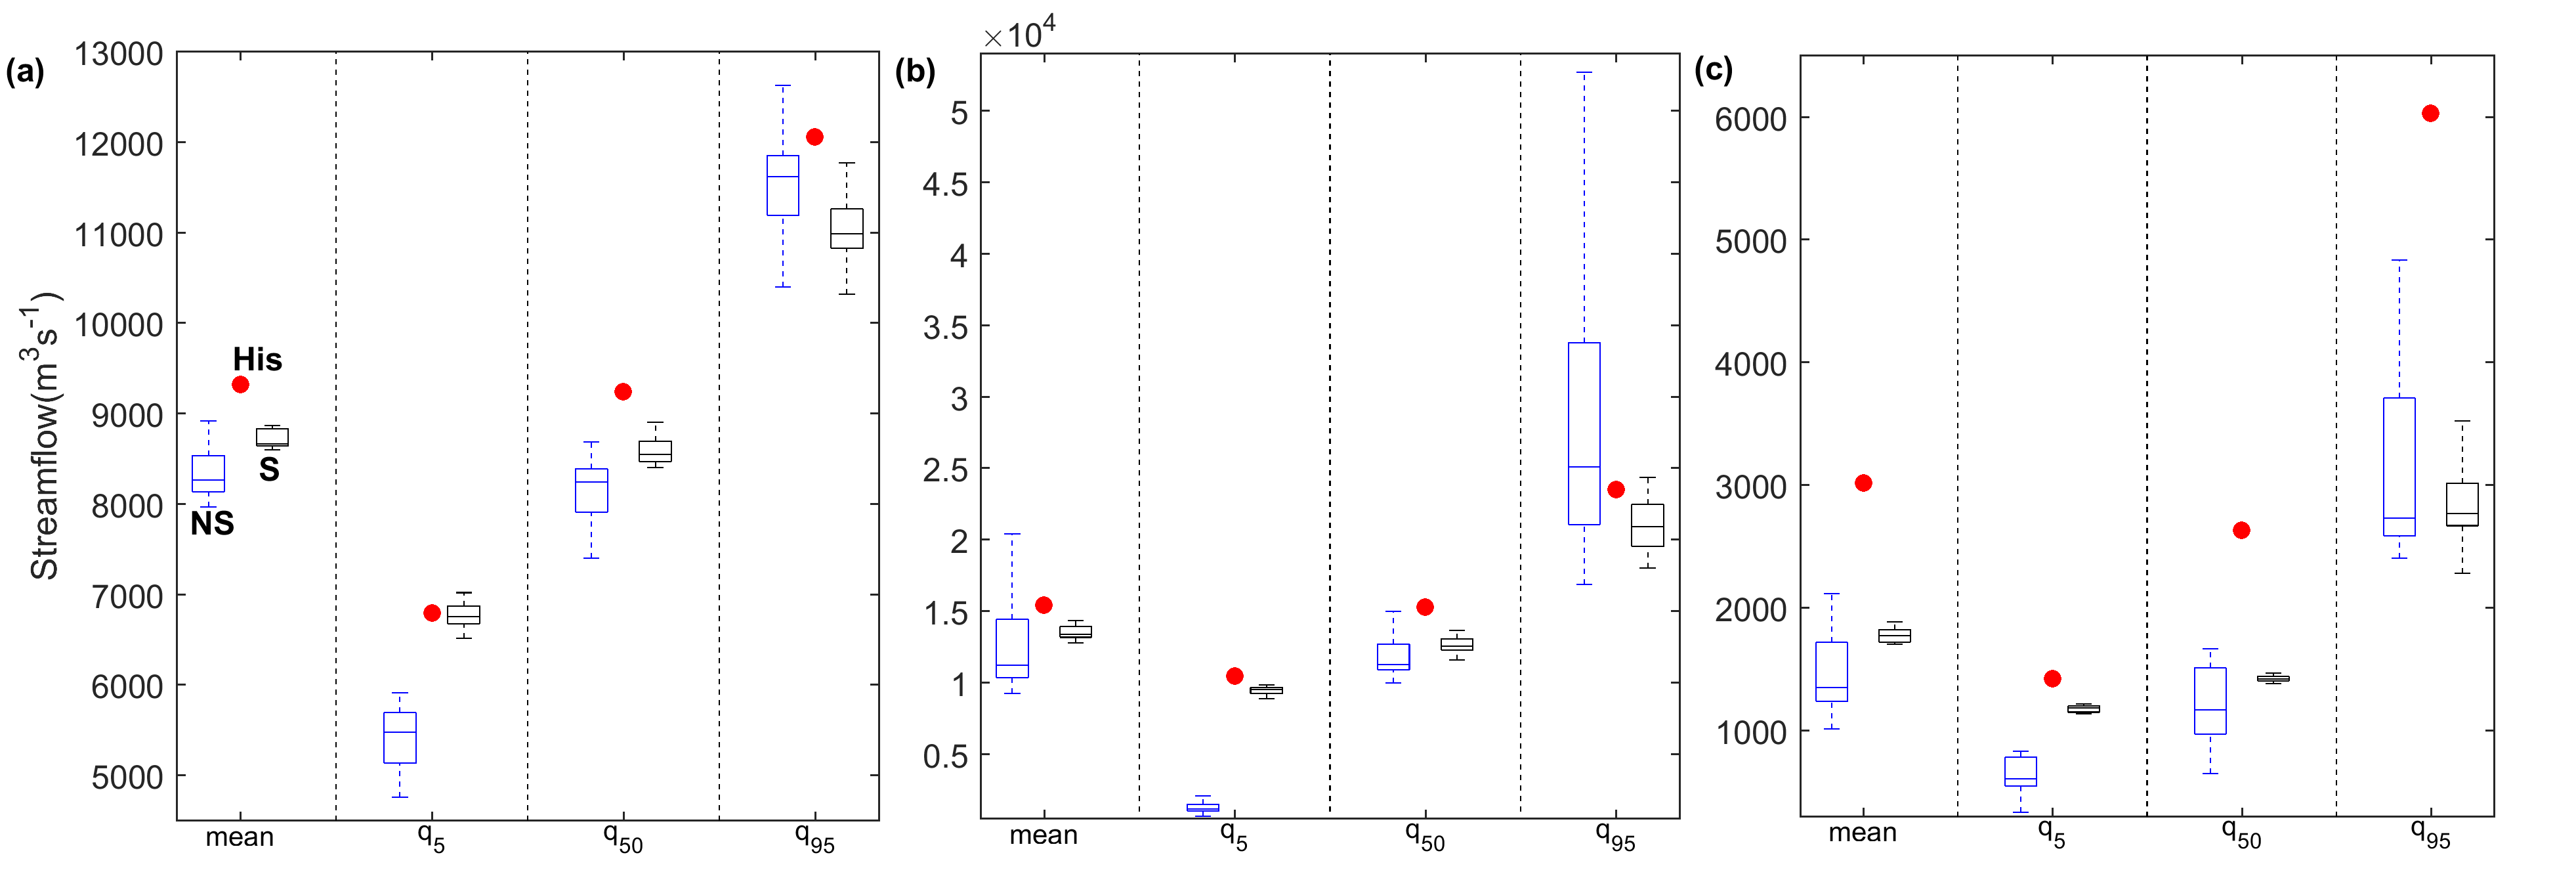 (a)
Streamflow(m³s⁻¹)
13000
12000
11000
10000
9000
8000
7000
6000
5000
His
S
NS
mean q₅ q₅₀ q₉₅
(b)
×10⁴
5
4.5
4
3.5
3
2.5
2
1.5
1
0.5
mean q₅ q₅₀ q₉₅
(c)
6000
5000
4000
3000
2000
1000
mean q₅ q₅₀ q₉₅